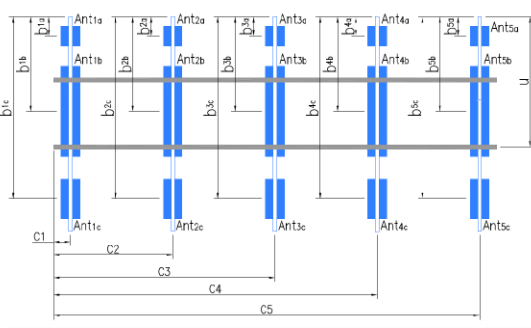 b1a Ant1a b2a Ant2a b3a Ant3a b4a Ant4a b5a Ant5a
b1b Ant1b b2b Ant2b b3b Ant3b b4b Ant4b b5b Ant5b u
b1c b2c b3c b4c b5c
Ant1c Ant2c Ant3c Ant4c Ant5c
C1
C2
C3
C4
C5